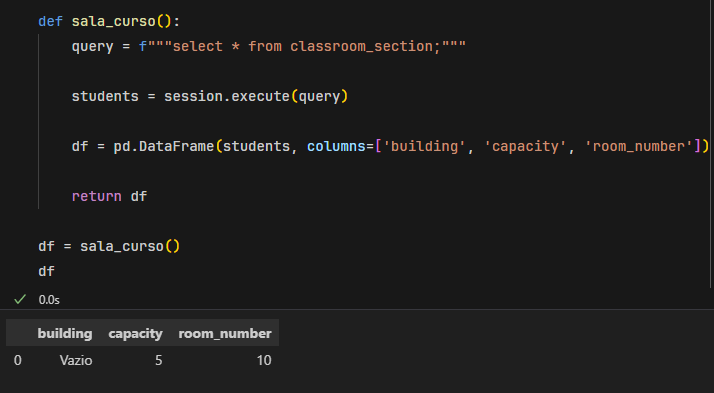 def sala_curso():
    query = f"""select * from classroom_section;"""
    students = session.execute(query)
    df = pd.DataFrame(students, columns=['building', 'capacity', 'room_number'])
    return df
df = sala_curso()
df
0.0s
building capacity room_number
0 Vazio 5 10